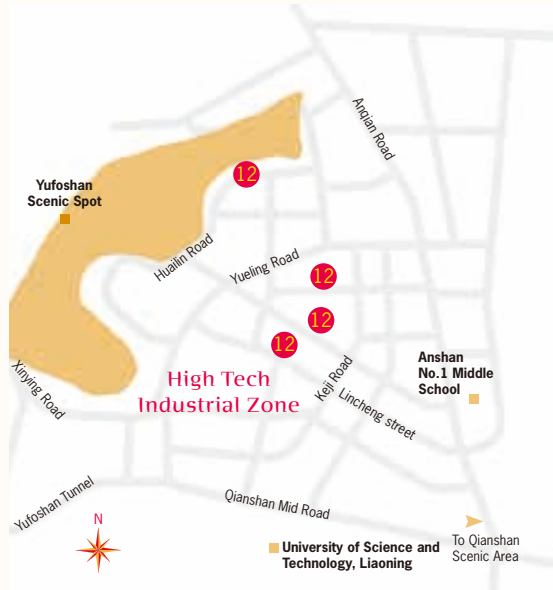 Anqian Road
12
Yufoshan
Scenic Spot
Huailin Road
Yueling Road
12
12
12
High Tech
Industrial Zone
Keji Road
Anshan
No.1 Middle
School
Xinying Road
Lincheng street
Yufoshan Tunnel
Qianshan Mid Road
N
To Qianshan
Scenic Area
University of Science and
Technology, Liaoning